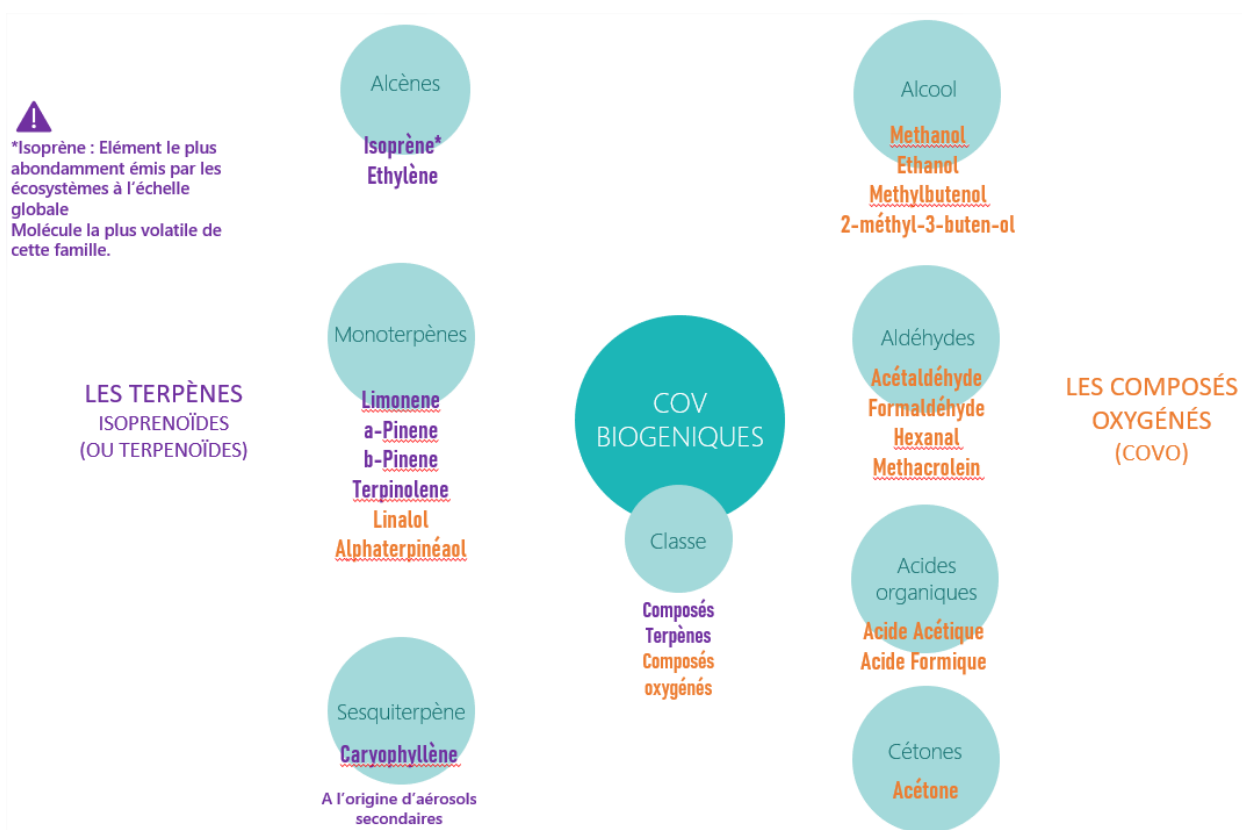 Alcènes
Isoprène*
Ethylène
*Isoprène : Elément le plus
abondamment émis par les
écosystèmes à l'échelle
globale
Molécule la plus volatile de
cette famille.
Monoterpènes
Limonene
a-Pinene
b-Pinene
Terpinolene
Linalol
Alphaterpinéaol
LES TERPÈNES
ISOPRENOÏDES
(OU TERPENOÏDES)
Sesquiterpène
Caryophyllène
A l'origine d'aérosols
secondaires
COV
BIOGENIQUES
Classe
Composés
Terpènes
Composés
oxygénés
Alcool
Methanol
Ethanol
Methylbutenol
2-méthyl-3-buten-ol
Aldéhydes
Acétaldéhyde
Formaldéhyde
Hexanal
Methacrolein
LES COMPOSÉS
OXYGÉNÉS
(COVO)
Acides
organiques
Acide Acétique
Acide Formique
Cétones
Acétone